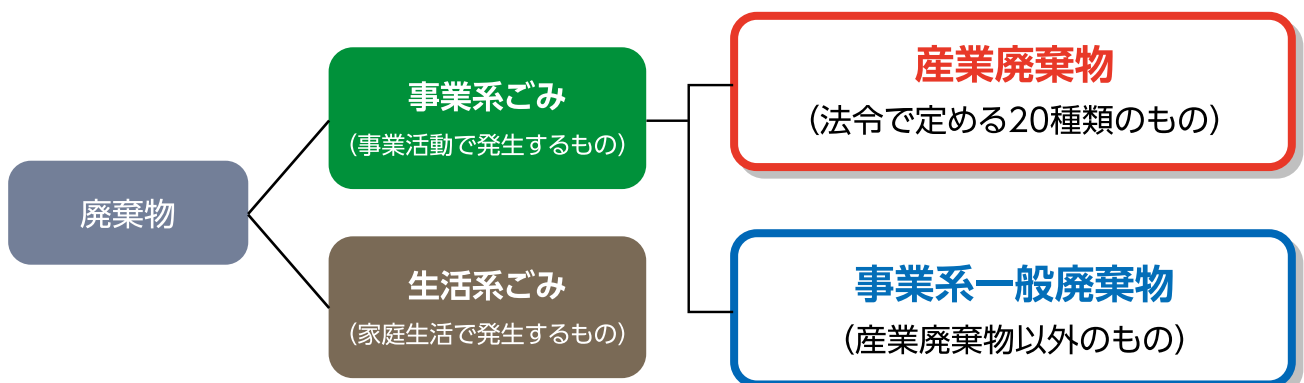 廃棄物
事業系ごみ
(事業活動で発生するもの)
生活系ごみ
(家庭生活で発生するもの)
産業廃棄物
(法令で定める20種類のもの)
事業系一般廃棄物
(産業廃棄物以外のもの)